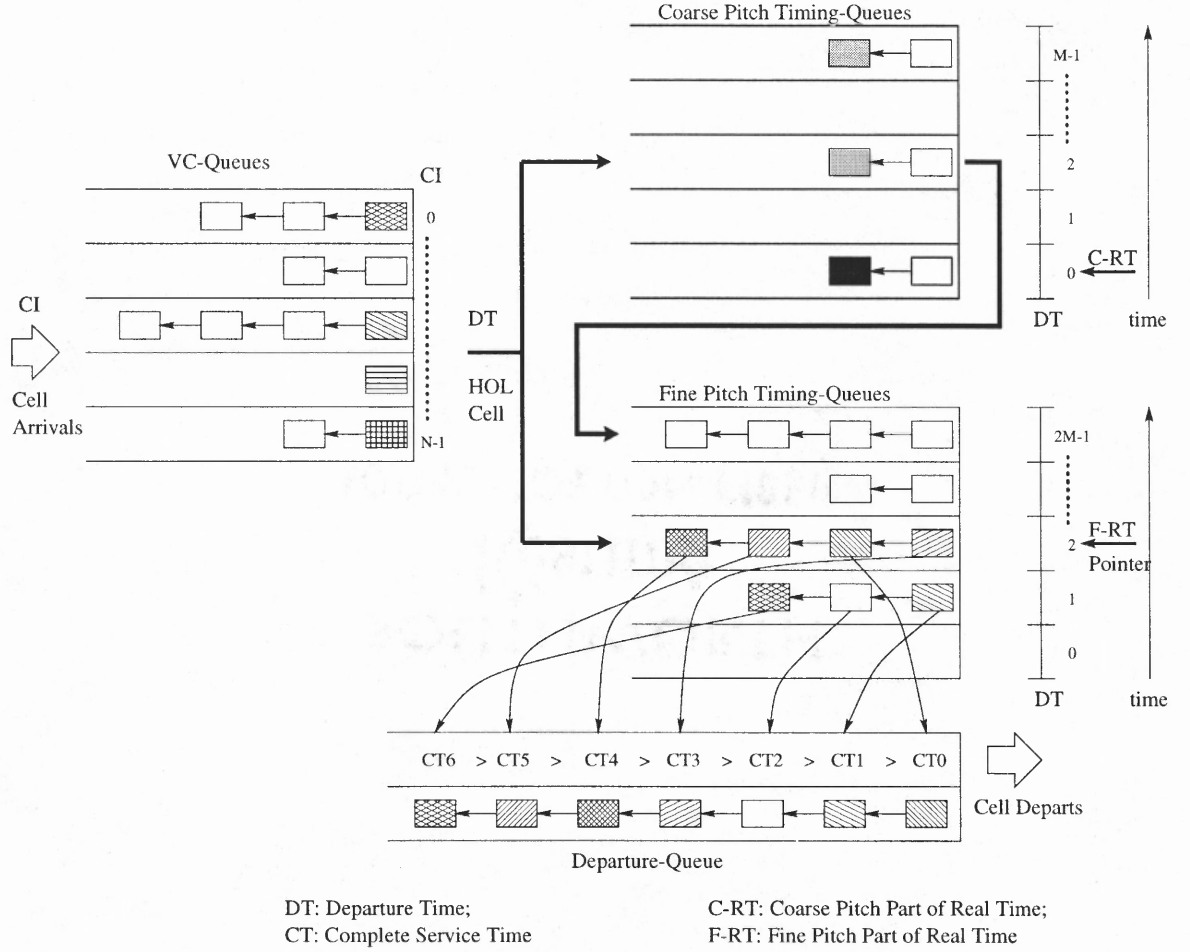 Coarse Pitch Timing-Queues
M-1
2
1
0
C-RT
DT
time
VC-Queues
CI
0
N-1
CI
Cell
Arrivals
DT
HOL
Cell
Fine Pitch Timing-Queues
2M-1
2
1
0
F-RT
Pointer
DT
time
CT6 > CT5 > CT4 > CT3 > CT2 > CT1 > CT0
Cell Departs
Departure-Queue
DT: Departure Time;
CT: Complete Service Time
C-RT: Coarse Pitch Part of Real Time;
F-RT: Fine Pitch Part of Real Time